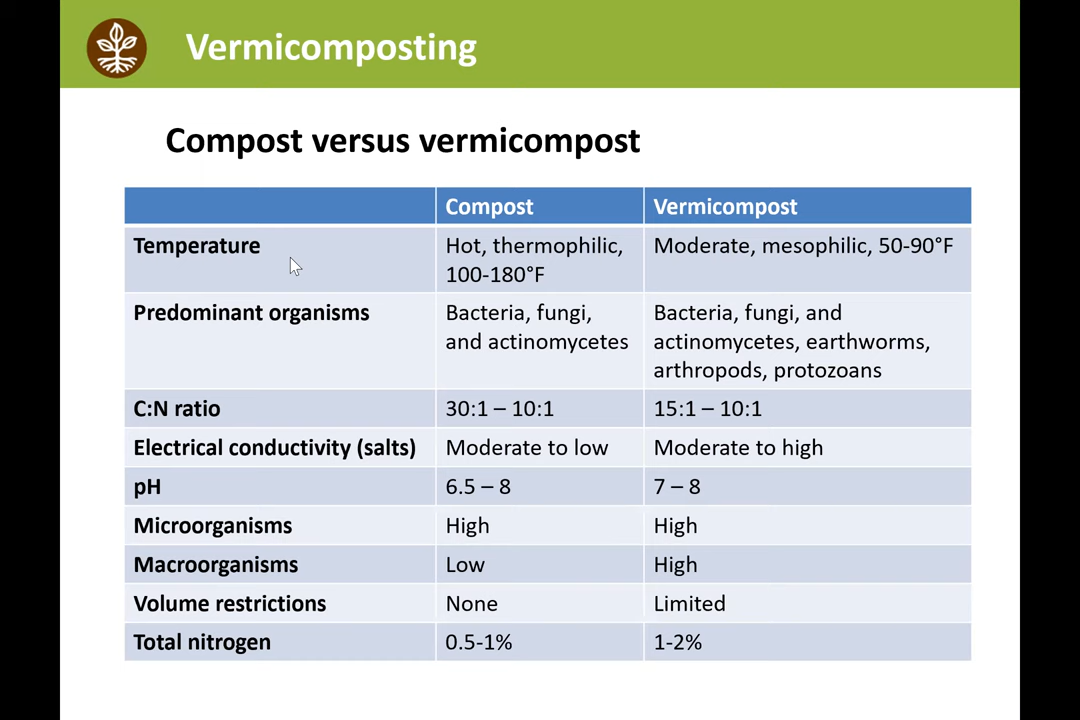 Vermicomposting
Compost versus vermicompost
Compost Vermicompost
Temperature Hot, thermophilic, Moderate, mesophilic, 50-90°F
100-180°F
Predominant organisms Bacteria, fungi, Bacteria, fungi, and
and actinomycetes actinomycetes, earthworms,
arthropods, protozoans
C:N ratio 30:1 – 10:1 15:1 – 10:1
Electrical conductivity (salts) Moderate to low Moderate to high
pH 6.5 – 8 7 – 8
Microorganisms High High
Macroorganisms Low High
Volume restrictions None Limited
Total nitrogen 0.5-1% 1-2%